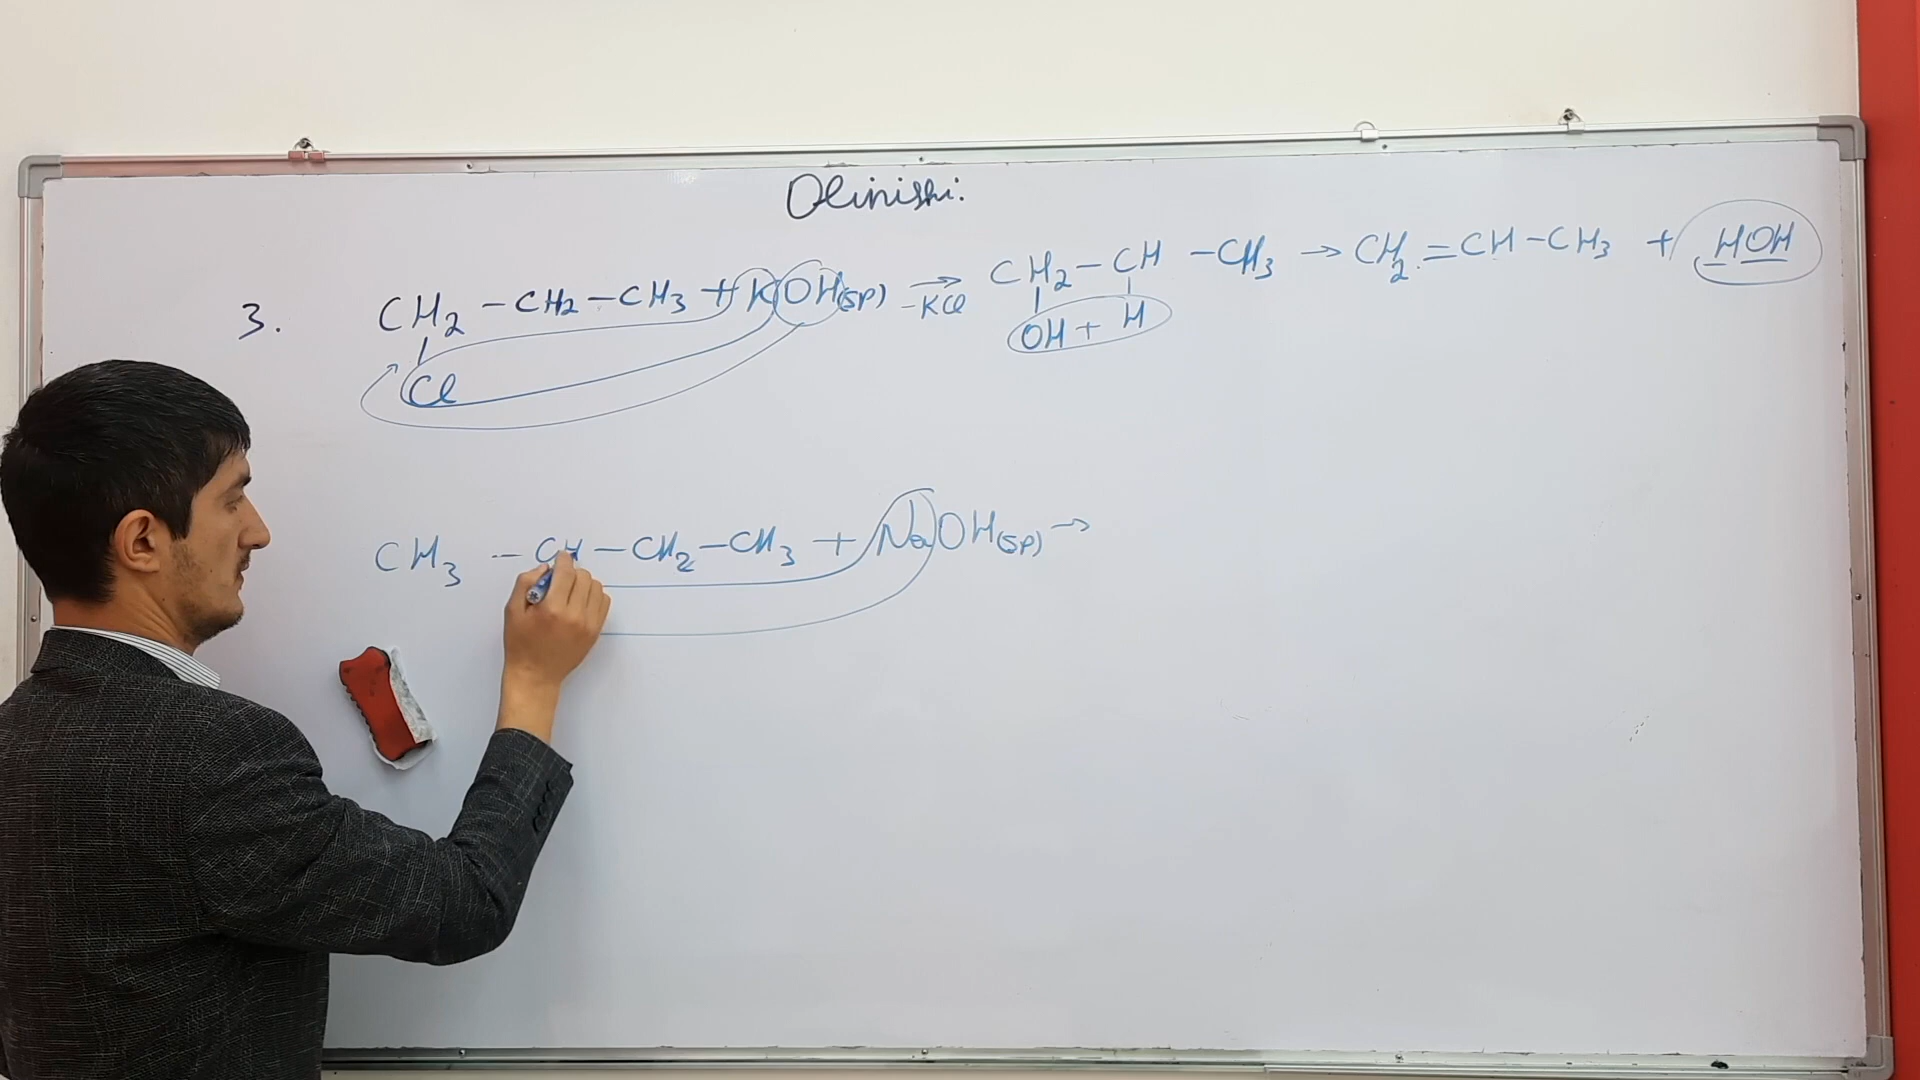 Olinishi.
3. CH₂ – CH₂ – CH₃ + KOH(sp) → CH₂ – CH – CH₃ → CH₂ = CH – CH₃ + HOH
– KCl
Cl
OH + H
CH₃ – CH – CH₂ – CH₃ + NaOH(sp) →